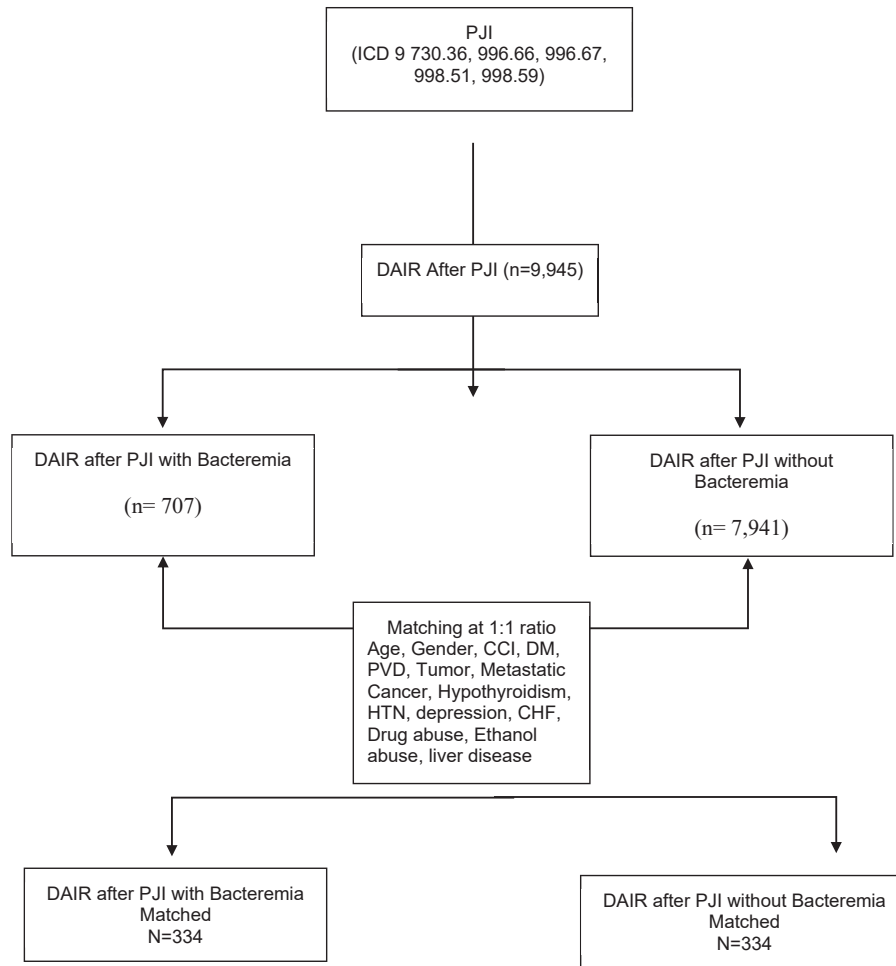 PJI
(ICD 9 730.36, 996.66, 996.67,
998.51, 998.59)
DAIR After PJI (n=9,945)
DAIR after PJI with Bacteremia
(n= 707)
DAIR after PJI without
Bacteremia
(n= 7,941)
Matching at 1:1 ratio
Age, Gender, CCI, DM,
PVD, Tumor, Metastatic
Cancer, Hypothyroidism,
HTN, depression, CHF,
Drug abuse, Ethanol
abuse, liver disease
DAIR after PJI with Bacteremia
Matched
N=334
DAIR after PJI without Bacteremia
Matched
N=334